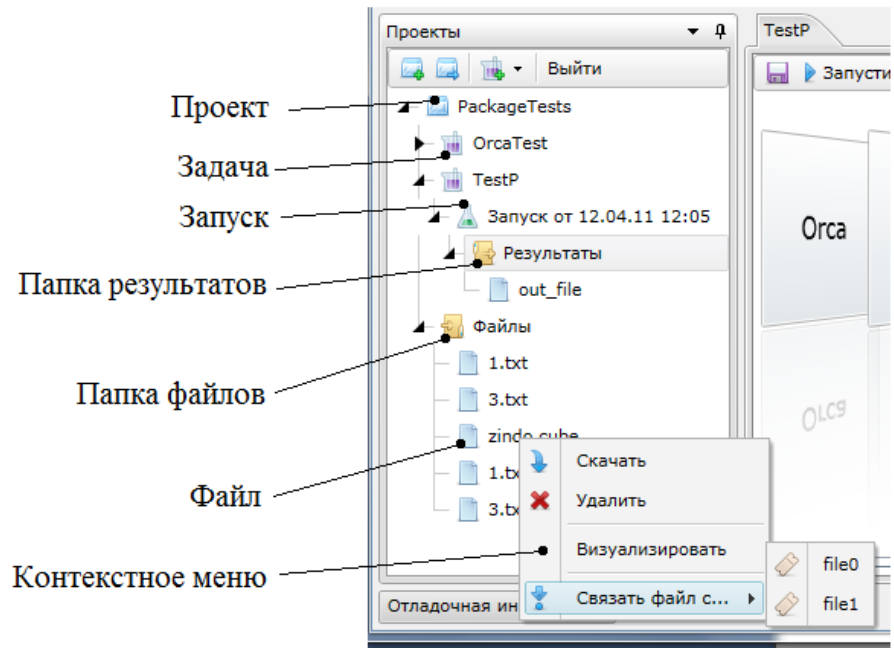 Проекты
TestP
Выйти
Запусти
Проект
PackageTests
Задача
OrcaTest
TestP
Запуск
Запуск от 12.04.11 12:05
Orca
Результаты
Папка результатов
out_file
Файлы
1.txt
Папка файлов
3.txt
Orca
zindo.cube
Скачать
1.tx
Файл
Удалить
3.tx
Визуализировать
Контекстное меню
file0
Связать файл с...
file1
Отладочная ин